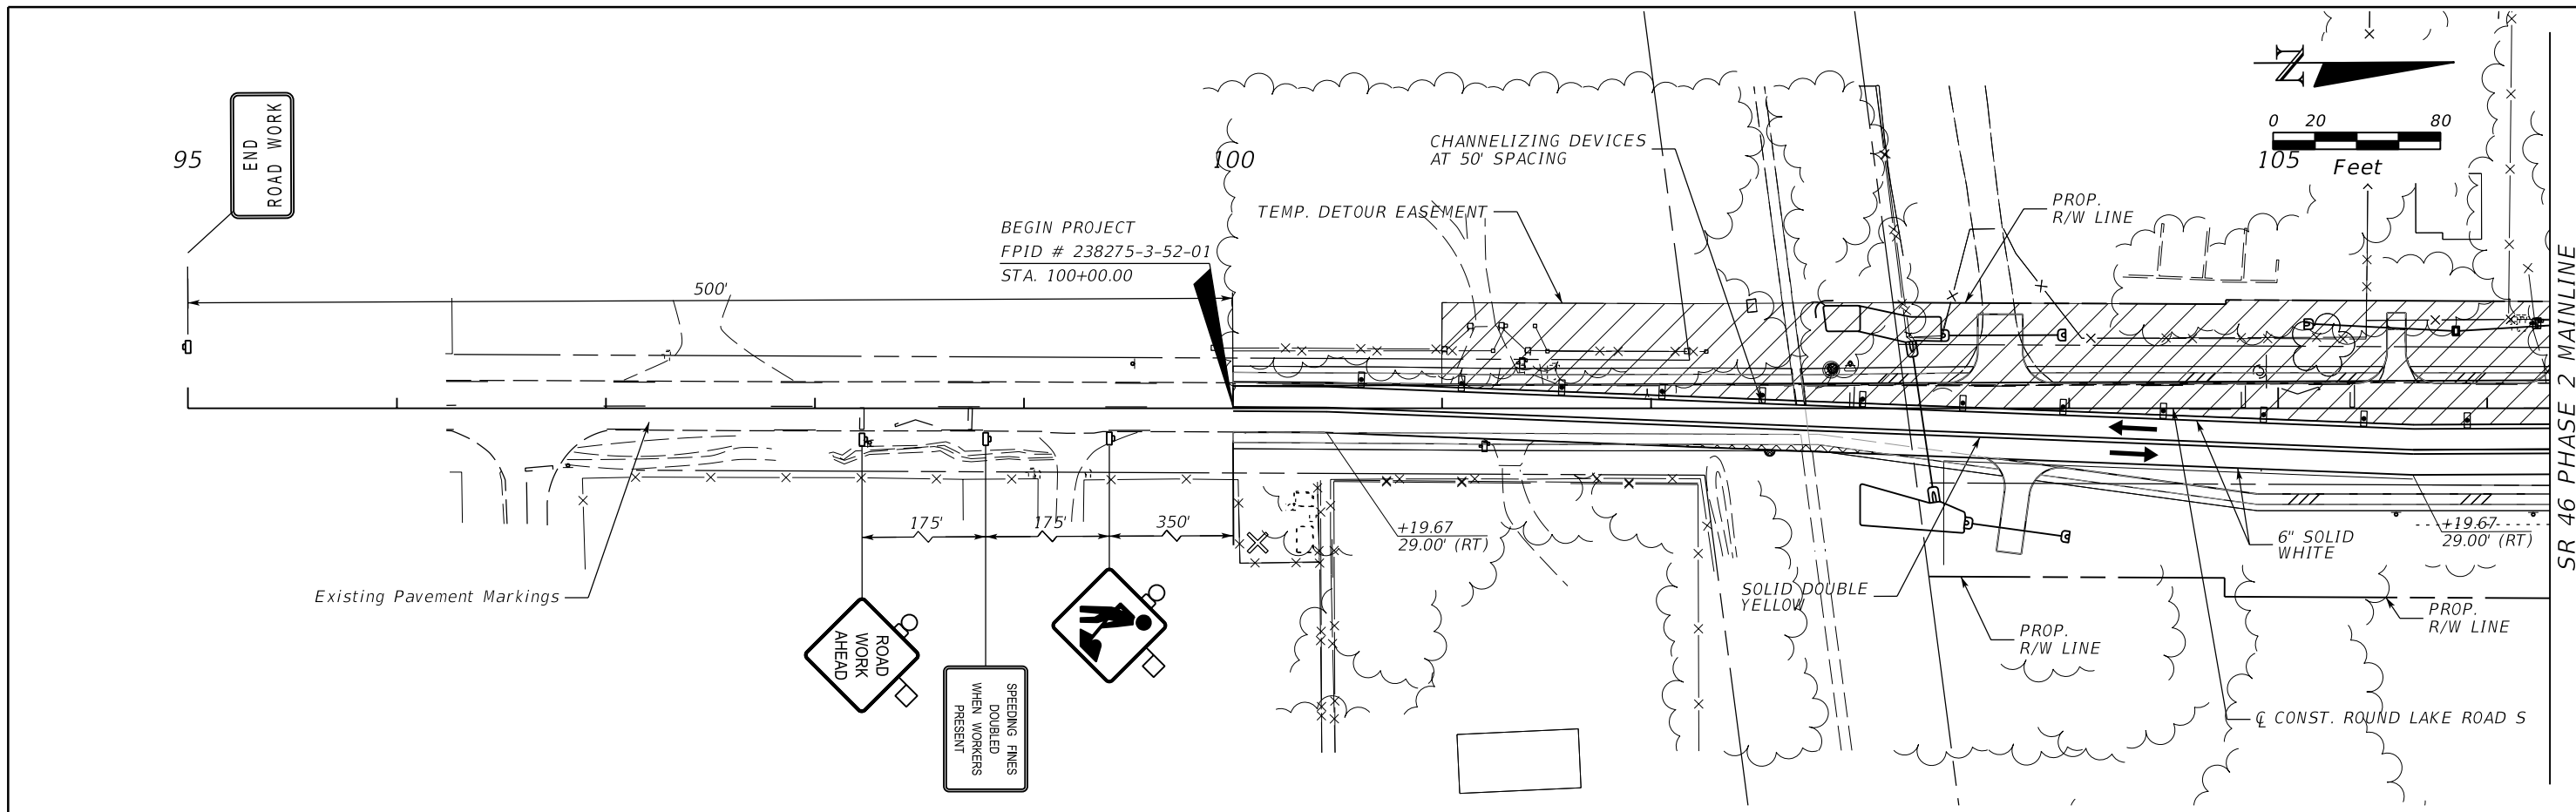 END
ROAD WORK
95
100
105
N
0 20 80
Feet
CHANNELIZING DEVICES
AT 50' SPACING
TEMP. DETOUR EASEMENT
PROP.
R/W LINE
BEGIN PROJECT
FPID # 238275-3-52-01
STA. 100+00.00
500'
SR 46 PHASE 2 MAINLINE
175'
175'
350'
+19.67
29.00' (RT)
+19.67
29.00' (RT)
6" SOLID
WHITE
Existing Pavement Markings
SOLID DOUBLE
YELLOW
PROP.
R/W LINE
PROP.
R/W LINE
ROAD
WORK
AHEAD
SPEEDING FINES
DOUBLED
WHEN WORKERS
PRESENT
℄ CONST. ROUND LAKE ROAD S